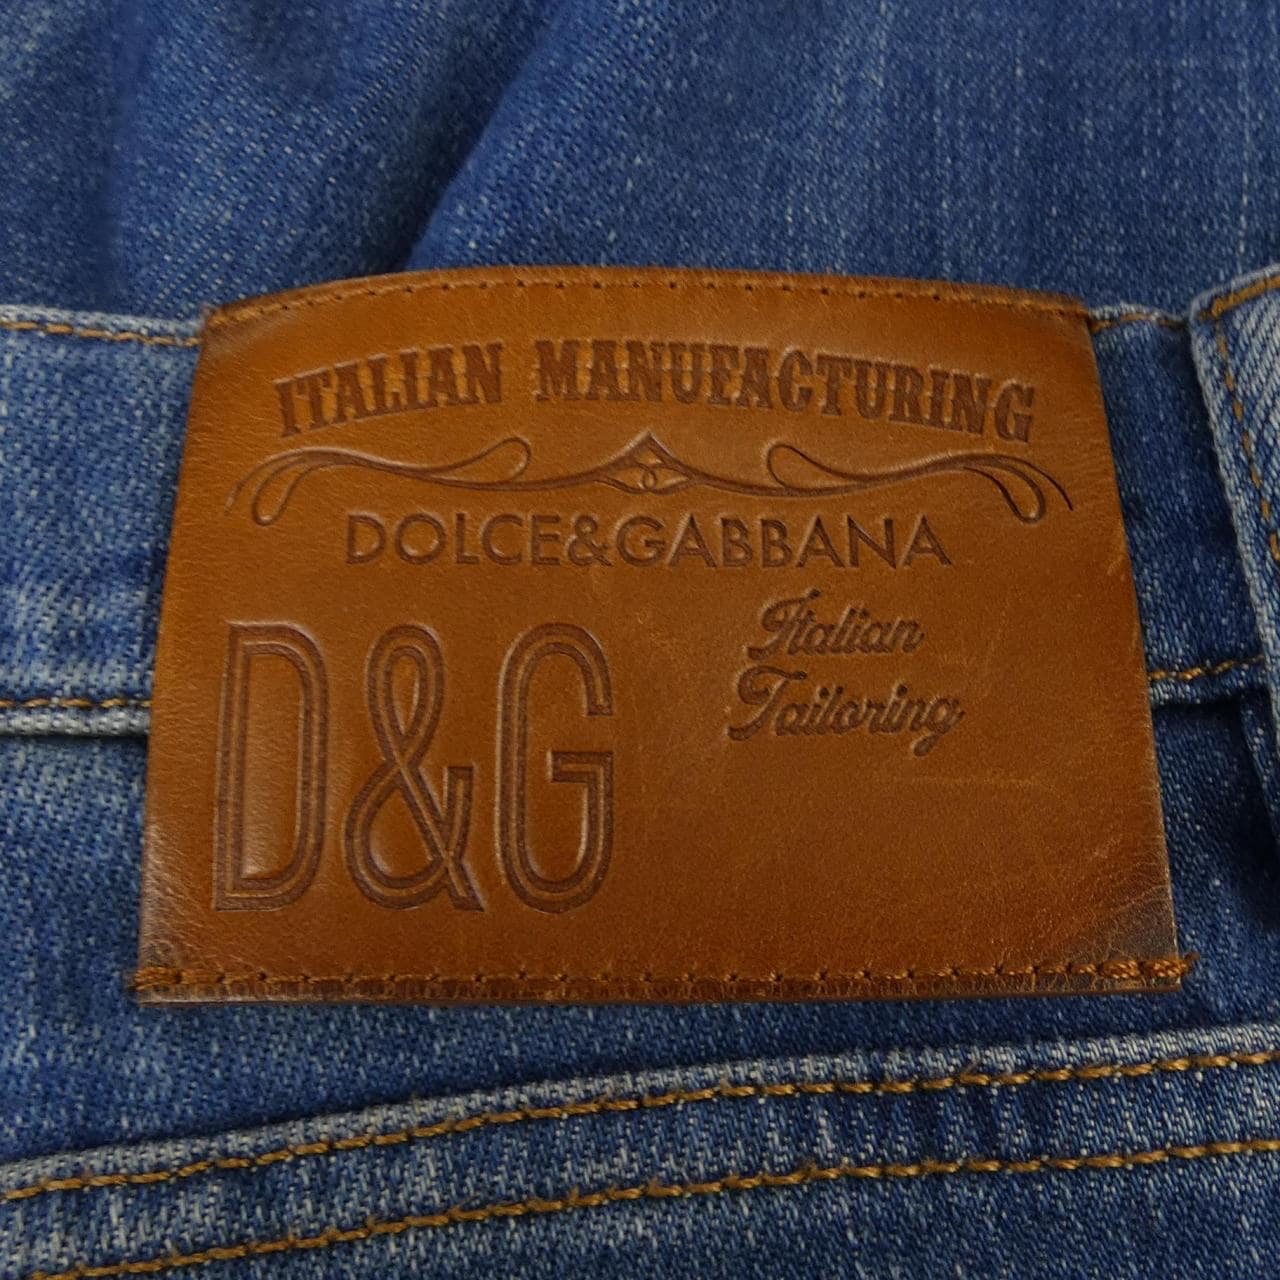 ITALIAN MANUFACTURING
DOLCE&GABBANA
D&G
Italian
Tailoring